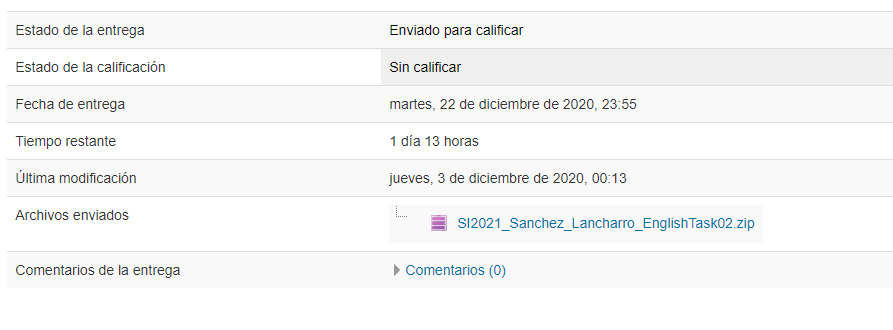 Estado de la entrega Enviado para calificar
Estado de la calificación Sin calificar
Fecha de entrega martes, 22 de diciembre de 2020, 23:55
Tiempo restante 1 día 13 horas
Última modificación jueves, 3 de diciembre de 2020, 00:13
Archivos enviados SI2021_Sanchez_Lancharro_EnglishTask02.zip
Comentarios de la entrega Comentarios (0)